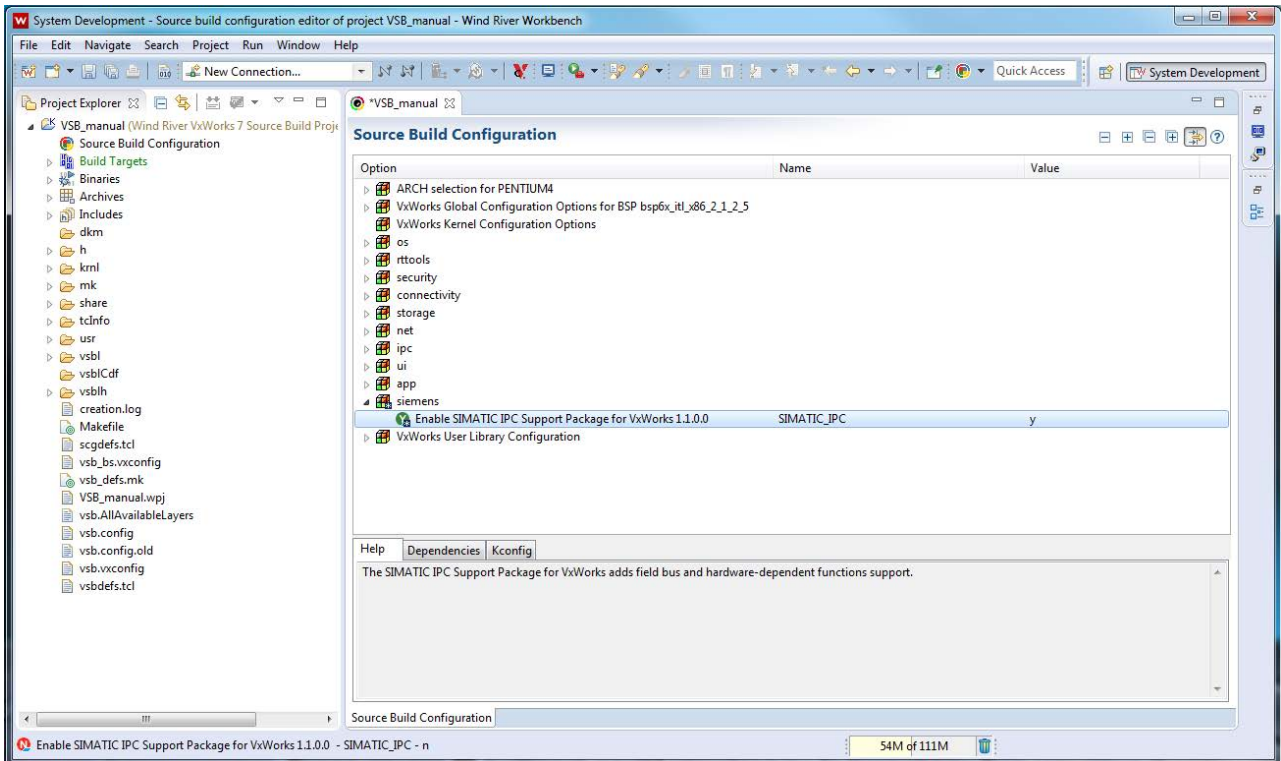 System Development - Source build configuration editor of project VSB_manual - Wind River Workbench
File Edit Navigate Search Project Run Window Help
New Connection...
Quick Access
System Development
Project Explorer
*VSB_manual
VSB_manual (Wind River VxWorks 7 Source Build Proje
Source Build Configuration
Build Targets
Binaries
Archives
Includes
dkm
h
krnl
mk
share
tcInfo
usr
vsbl
vsblCdf
vsblh
creation.log
Makefile
scgdefs.tcl
vsb_bs.vxconfig
vsb_defs.mk
VSB_manual.wpj
vsb.AllAvailableLayers
vsb.config
vsb.config.old
vsb.vxconfig
vsbdefs.tcl
Source Build Configuration
Option Name Value
ARCH selection for PENTIUM4
VxWorks Global Configuration Options for BSP bsp6x_itl_x86_2_1_2_5
VxWorks Kernel Configuration Options
os
rttools
security
connectivity
storage
net
ipc
ui
app
siemens
Enable SIMATIC IPC Support Package for VxWorks 1.1.0.0 SIMATIC_IPC y
VxWorks User Library Configuration
Help Dependencies Kconfig
The SIMATIC IPC Support Package for VxWorks adds field bus and hardware-dependent functions support.
Source Build Configuration
Enable SIMATIC IPC Support Package for VxWorks 1.1.0.0 - SIMATIC_IPC - n
54M of 111M